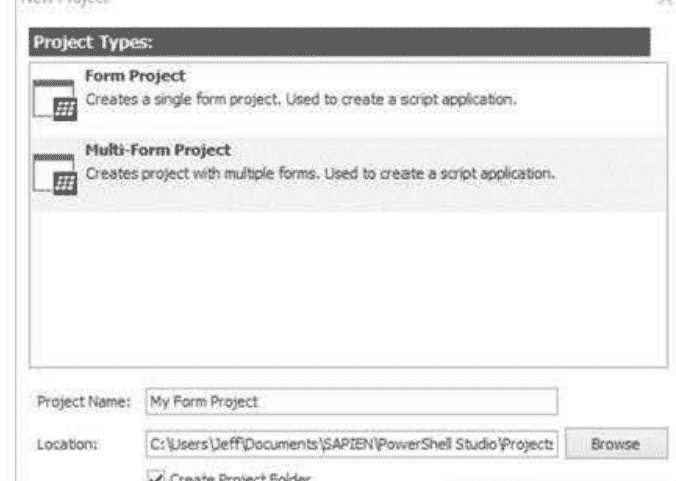 New Project
Project Types:
Form Project
Creates a single form project. Used to create a script application.
Multi-Form Project
Creates project with multiple forms. Used to create a script application.
Project Name: My Form Project
Location: C:\Users\Jeff\Documents\SAPIEN\PowerShell Studio\Projects Browse
Create Project Folder